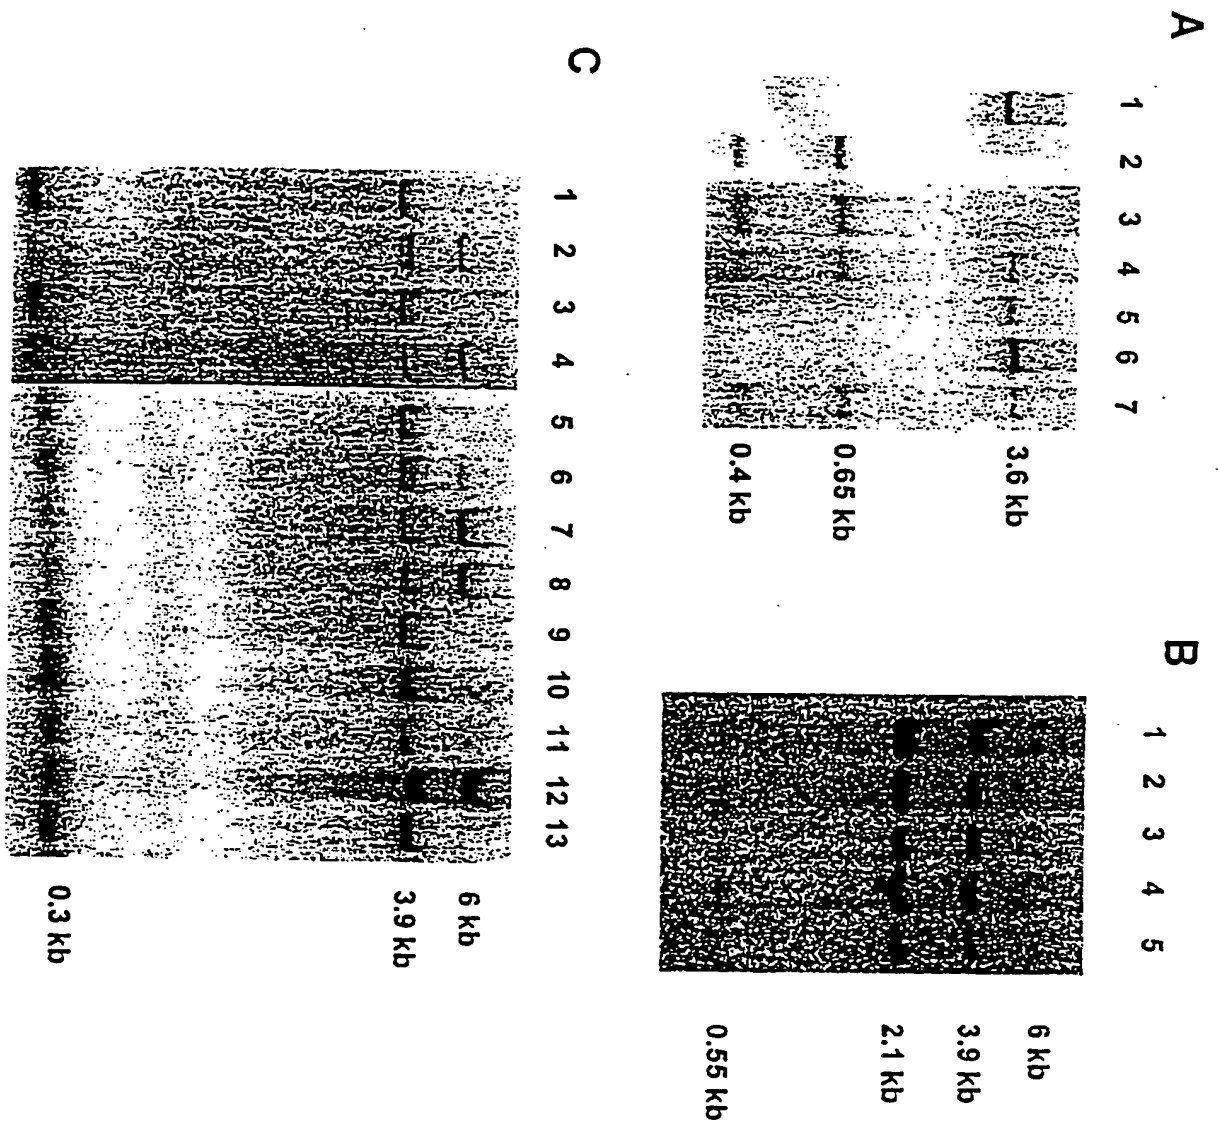 A
1 2 3 4 5 6 7
3.6 kb
0.65 kb
0.4 kb
B
1 2 3 4 5
6 kb
3.9 kb
2.1 kb
0.55 kb
C
1 2 3 4 5 6 7 8 9 10 11 12 13
6 kb
3.9 kb
0.3 kb